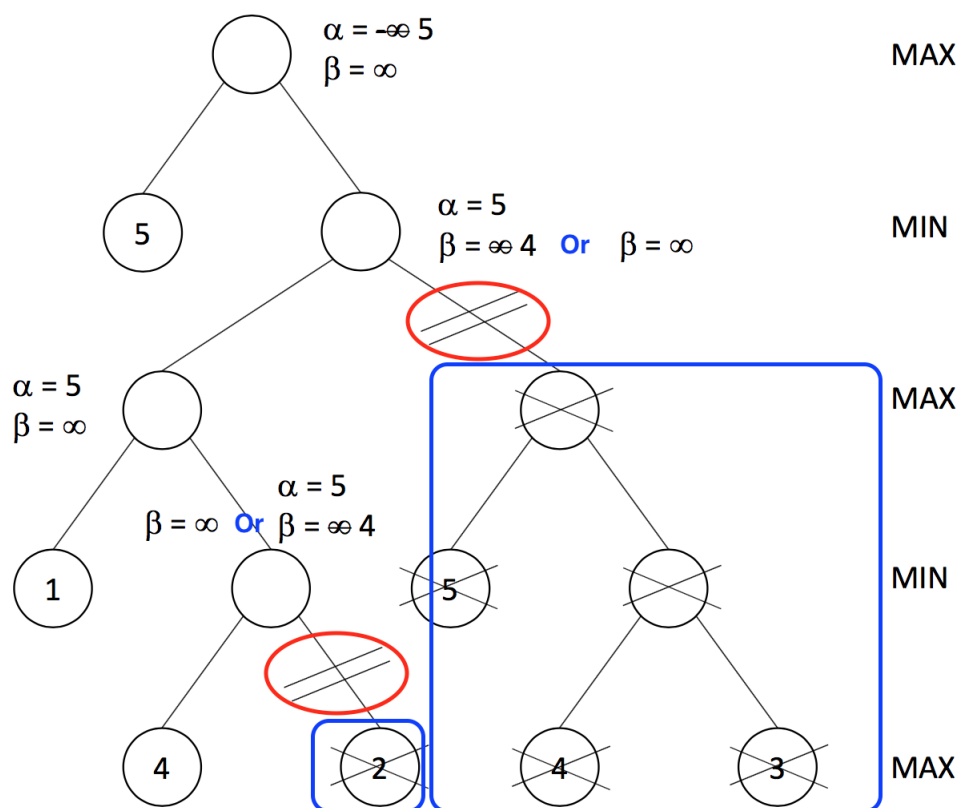 α = -∞ 5
β = ∞
MAX
5
α = 5
β = ∞ 4 Or β = ∞
MIN
α = 5
β = ∞
MAX
α = 5
β = ∞ Or β = ∞ 4
1
5
MIN
4
2
4
3
MAX